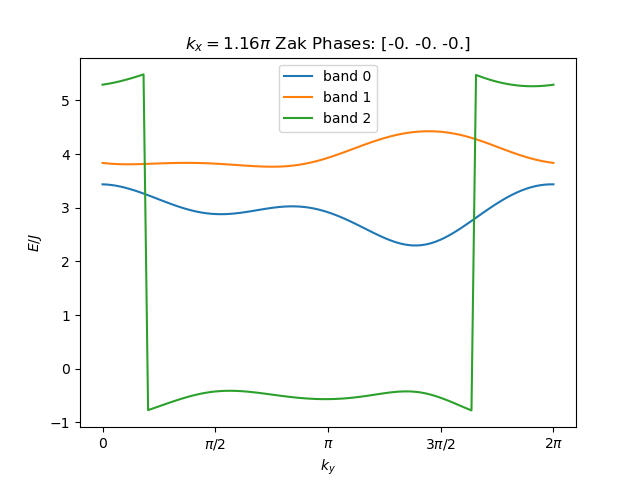 $k_x = 1.16\pi$ Zak Phases: [-0. -0. -0.]
band 0
band 1
band 2
E/J
5
4
3
2
1
0
−1
0
π/2
π
3π/2
2π
$k_y$